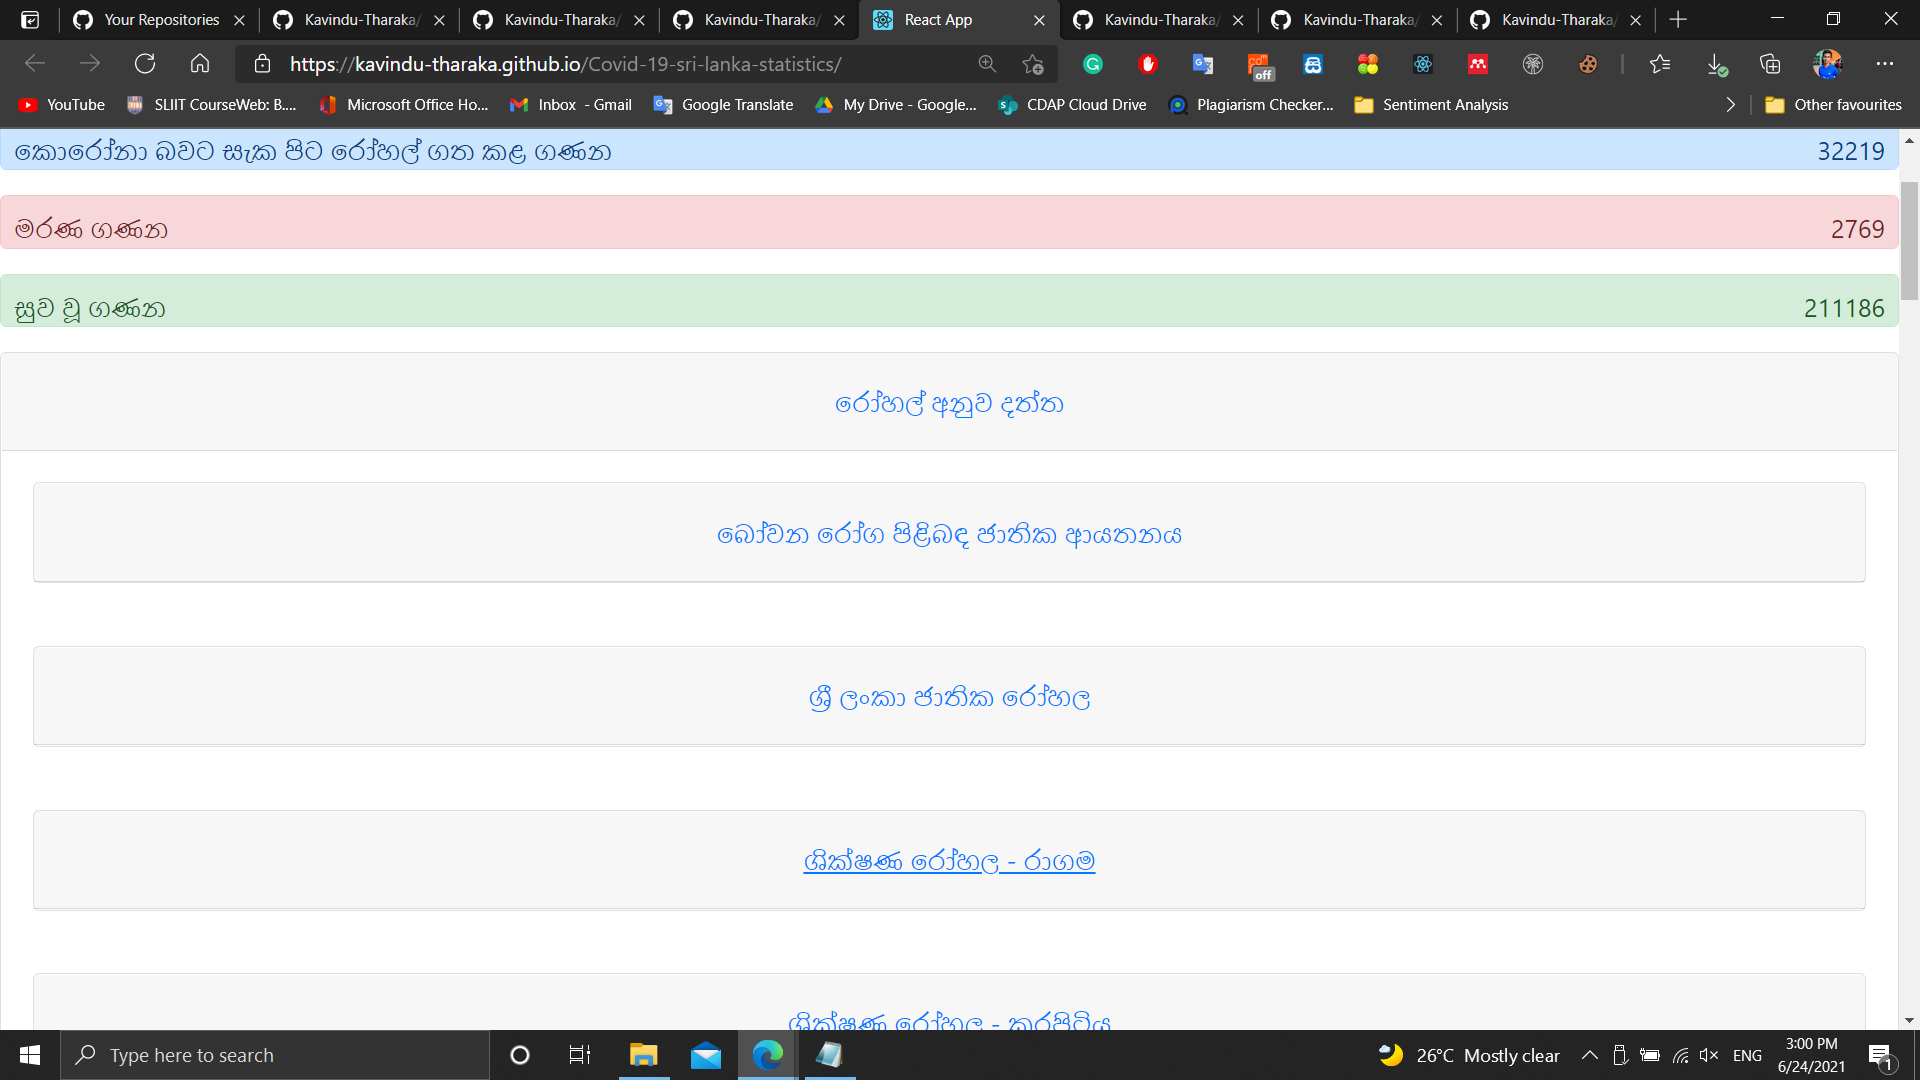 Your Repositories
Kavindu-Tharaka/
Kavindu-Tharaka/
Kavindu-Tharaka/
React App
Kavindu-Tharaka/
Kavindu-Tharaka/
Kavindu-Tharaka/
https://kavindu-tharaka.github.io/Covid-19-sri-lanka-statistics/
off
YouTube
SLIIT CourseWeb: B....
Microsoft Office Ho...
Inbox - Gmail
Google Translate
My Drive - Google...
CDAP Cloud Drive
Plagiarism Checker...
Sentiment Analysis
Other favourites
කොරෝනා බවට සැක පිට රෝහල් ගත කළ ගණන 32219
මරණ ගණන 2769
සුව වූ ගණන 211186
රෝහල් අනුව දත්ත
බෝවන රෝග පිළිබඳ ජාතික ආයතනය
ශ්‍රී ලංකා ජාතික රෝහල
ශික්ෂණ රෝහල - රාගම
ශික්ෂණ රෝහල - කරපිටිය
Type here to search
26°C Mostly clear
ENG
3:00 PM
6/24/2021
1